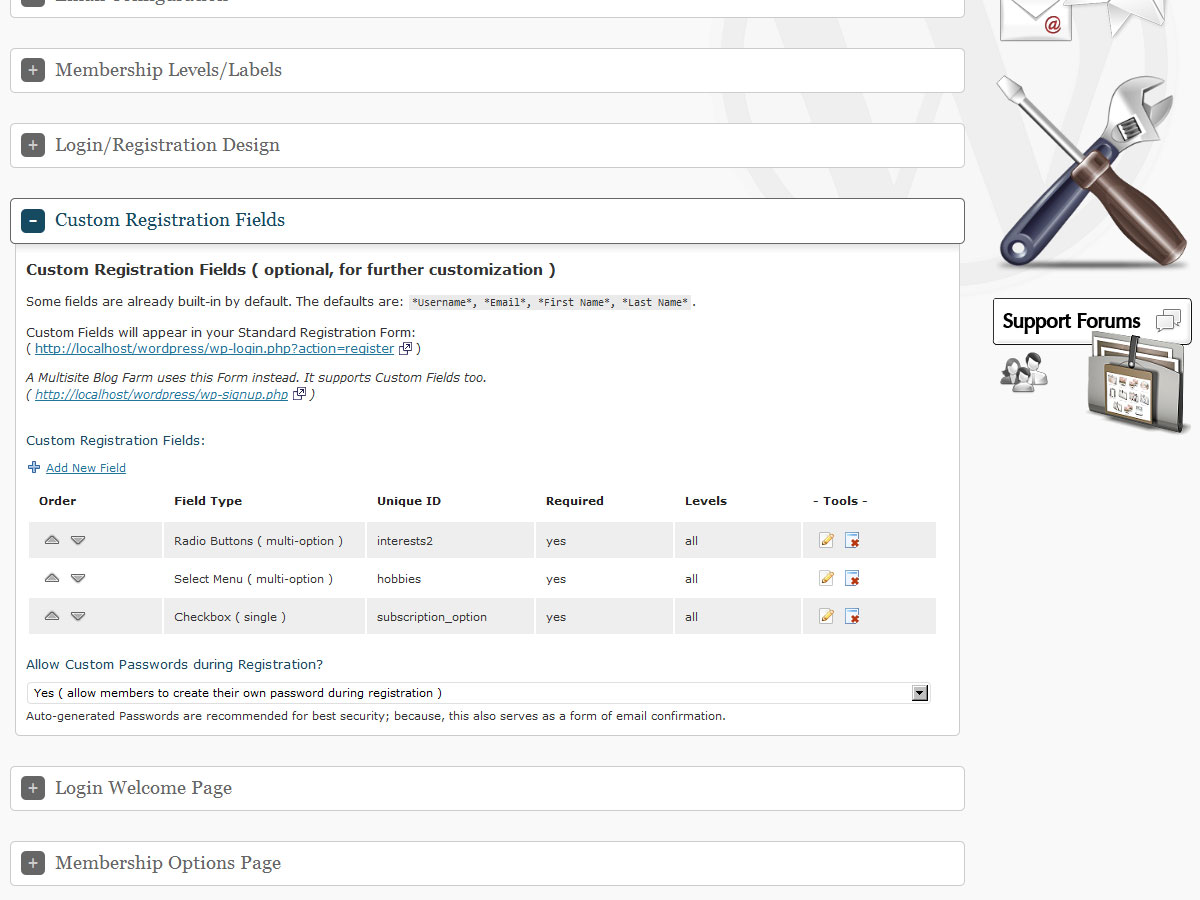 Email Configuration
Membership Levels/Labels
Login/Registration Design
Custom Registration Fields
Custom Registration Fields ( optional, for further customization )
Some fields are already built-in by default. The defaults are: *Username*, *Email*, *First Name*, *Last Name*.
Custom Fields will appear in your Standard Registration Form:
( http://localhost/wordpress/wp-login.php?action=register )
A Multisite Blog Farm uses this Form instead. It supports Custom Fields too.
( http://localhost/wordpress/wp-signup.php )
Custom Registration Fields:
Add New Field
Order Field Type Unique ID Required Levels - Tools -
Radio Buttons ( multi-option ) interests2 yes all
Select Menu ( multi-option ) hobbies yes all
Checkbox ( single ) subscription_option yes all
Allow Custom Passwords during Registration?
Yes ( allow members to create their own password during registration )
Auto-generated Passwords are recommended for best security; because, this also serves as a form of email confirmation.
Login Welcome Page
Membership Options Page
@
Support Forums